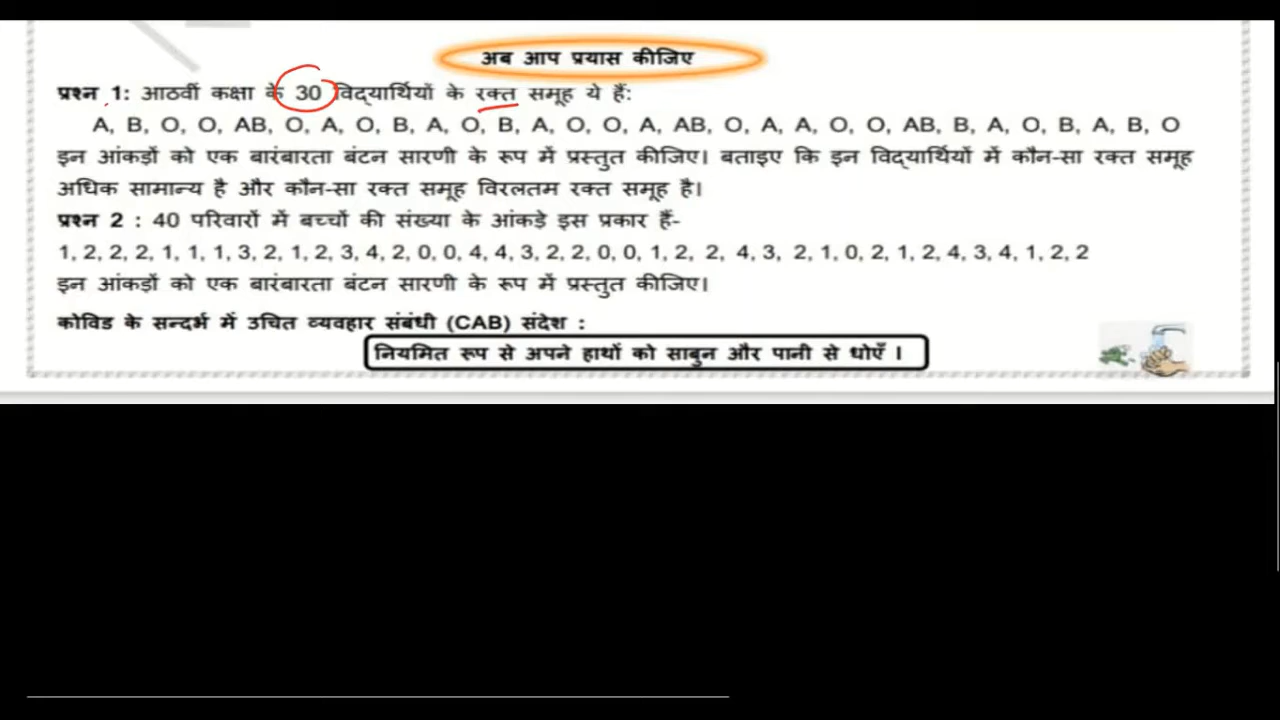 अब आप प्रयास कीजिए
प्रश्न 1: आठवीं कक्षा के 30 विद्यार्थियों के रक्त समूह ये हैं:
A, B, O, O, AB, O, A, O, B, A, O, B, A, O, O, A, AB, O, A, A, O, O, AB, B, A, O, B, A, B, O
इन आंकड़ों को एक बारंबारता बंटन सारणी के रूप में प्रस्तुत कीजिए। बताइए कि इन विद्यार्थियों में कौन-सा रक्त समूह
अधिक सामान्य है और कौन-सा रक्त समूह विरलतम रक्त समूह है।
प्रश्न 2 : 40 परिवारों में बच्चों की संख्या के आंकड़े इस प्रकार हैं-
1, 2, 2, 2, 1, 1, 1, 3, 2, 1, 2, 3, 4, 2, 0, 0, 4, 4, 3, 2, 2, 0, 0, 1, 2, 2, 4, 3, 2, 1, 0, 2, 1, 2, 4, 3, 4, 1, 2, 2
इन आंकड़ों को एक बारंबारता बंटन सारणी के रूप में प्रस्तुत कीजिए।
कोविड के सन्दर्भ में उचित व्यवहार संबंधी (CAB) संदेश :
नियमित रूप से अपने हाथों को साबुन और पानी से धोएँ ।